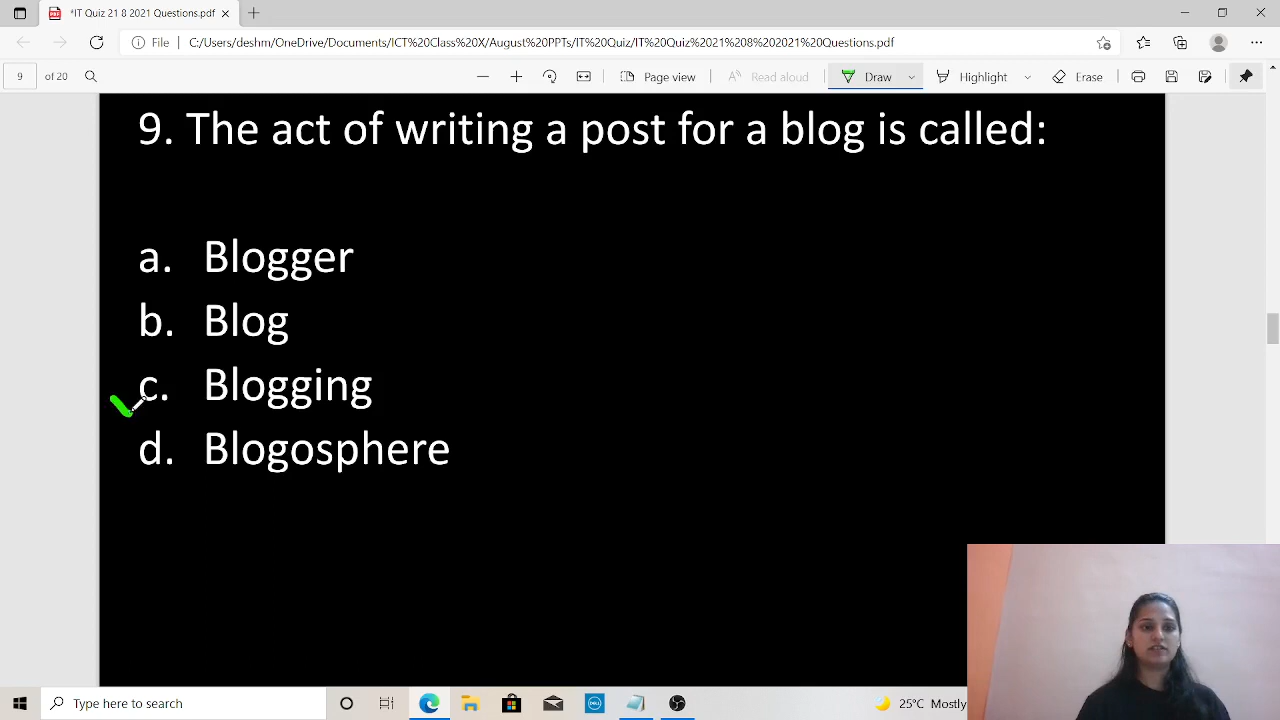 *IT Quiz 21 8 2021 Questions.pdf
File C:/Users/deshm/OneDrive/Documents/ICT%20Class%20X/August%20PPTs/IT%20Quiz/IT%20Quiz%2021%208%202021%20Questions.pdf
9 of 20 Page view Read aloud Draw Highlight Erase
9. The act of writing a post for a blog is called:
a. Blogger
b. Blog
c. Blogging
d. Blogosphere
Type here to search 25°C Mostly